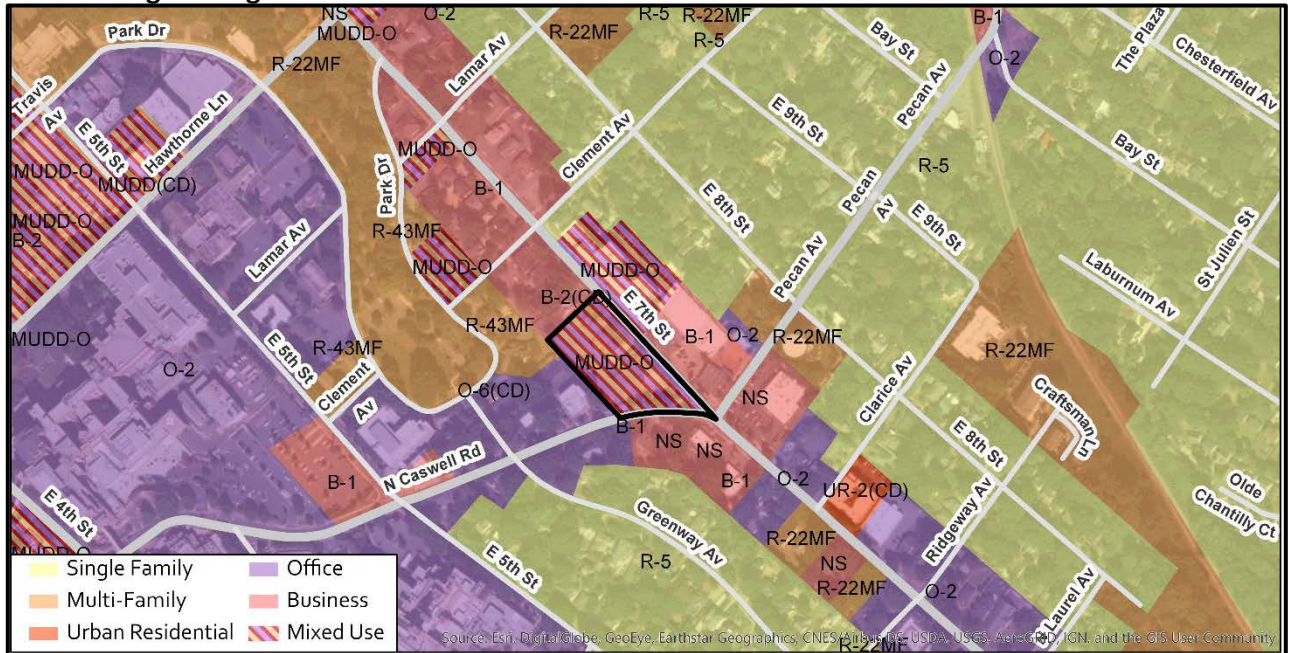 NS
O-2
R-5
R-22MF
R-5
B-1
MUDD-O
Park Dr
R-22MF
Lamar Av
R-22MF
Bay St
The Plaza
O-2
Chesterfield Av
Travis Av
E 5th St
Hawthorne Ln
MUDD-O
MUDD(CD)
MUDD-O
B-2
Park Dr
MUDD-O
B-1
Clement Av
E 9th St
Pecan Av
R-5
Bay St
St Julien St
Lamar Av
R-43MF
MUDD-O
MUDD-O
E 8th St
Pecan Av
E 9th St
Laburnum Av
B-2(CD)
E 7th St
Pecan Av
MUDD-O
O-2
R-43MF
R-43MF
MUDD-O
B-1
O-2
R-22MF
R-22MF
E 5th St
Clement Av
O-6(CD)
Clarice Av
Craftsman Ln
B-1
NS
NS
NS
B-1
N Caswell Rd
B-1
O-2
UR-2(CD)
E 8th St
Ridgeway Av
Olde Chantilly Ct
E 4th St
MUDD-O
E 5th St
Greenway Av
R-5
R-22MF
NS
R-22MF
O-2
Laurel Av
R-22MF
Single Family
Office
Multi-Family
Business
Urban Residential
Mixed Use
Source: Esri, DigitalGlobe, GeoEye, Earthstar Geographics, CNES/Airbus DS, USDA, USGS, AeroGRID, IGN, and the GIS User Community